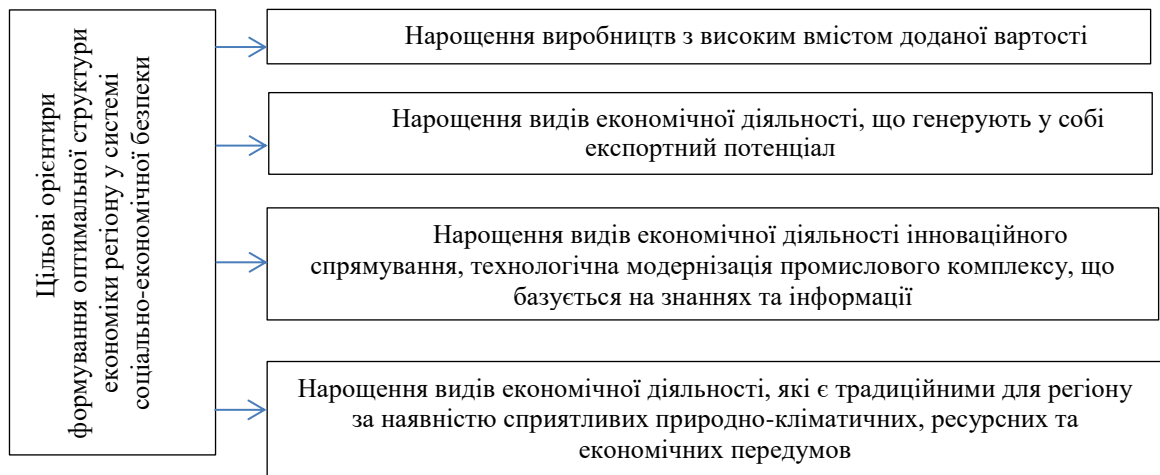 Цільові орієнтири
формування оптимальної структури
економіки регіону у системі
соціально-економічної безпеки
Нарощення виробництв з високим вмістом доданої вартості
Нарощення видів економічної діяльності, що генерують у собі
експортний потенціал
Нарощення видів економічної діяльності інноваційного
спрямування, технологічна модернізація промислового комплексу, що
базується на знаннях та інформації
Нарощення видів економічної діяльності, які є традиційними для регіону
за наявністю сприятливих природно-кліматичних, ресурсних та
економічних передумов